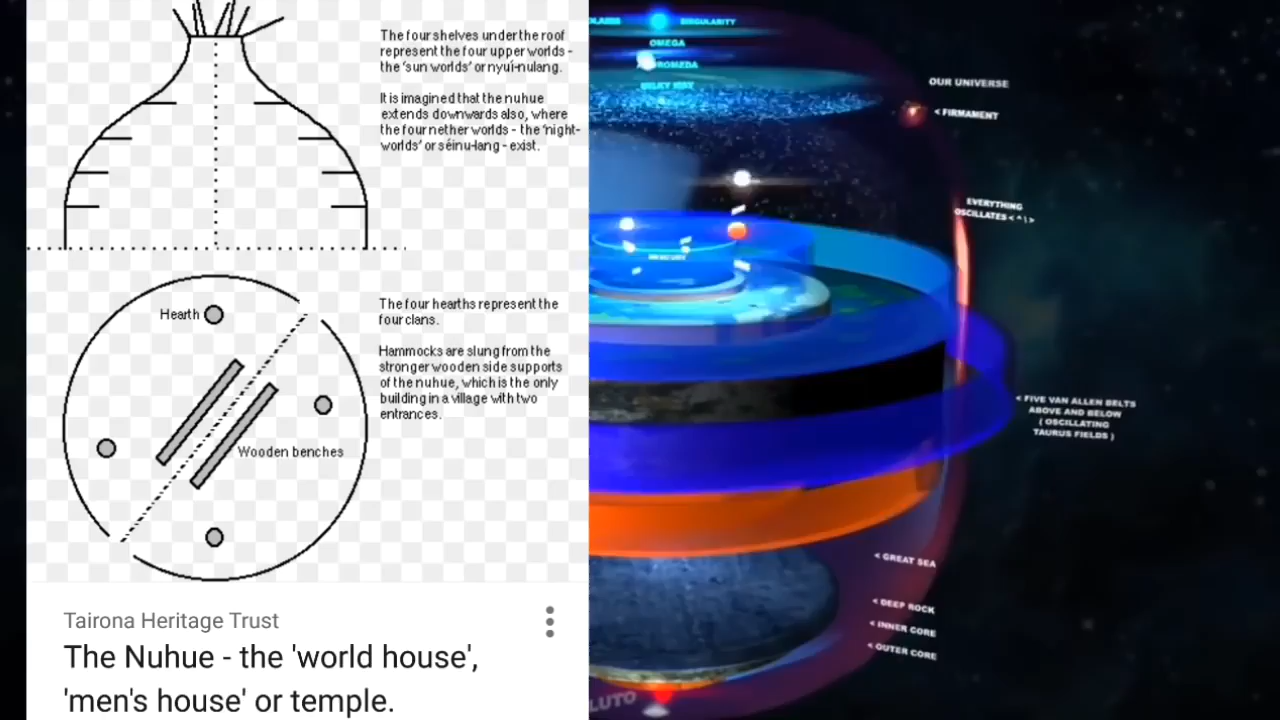 The four shelves under the roof
represent the four upper worlds -
the 'sun worlds' or nyuí-nulang.
It is imagined that the nuhue
extends downwards also, where
the four nether worlds - the 'night-
worlds' or séinu-lang - exist.
Hearth
The four hearths represent the
four clans.
Hammocks are slung from the
stronger wooden side supports
of the nuhue, which is the only
building in a village with two
entrances.
Wooden benches
Tairona Heritage Trust
The Nuhue - the 'world house',
'men's house' or temple.
SINGULARITY
OMEGA
MILKY WAY
OUR UNIVERSE
< FIRMAMENT
EVERYTHING
OSCILLATES < ^ \ >
MERCURY
< FIVE VAN ALLEN BELTS
ABOVE AND BELOW
( OSCILLATING
TAURUS FIELDS )
< GREAT SEA
< DEEP ROCK
< INNER CORE
< OUTER CORE
LUTO